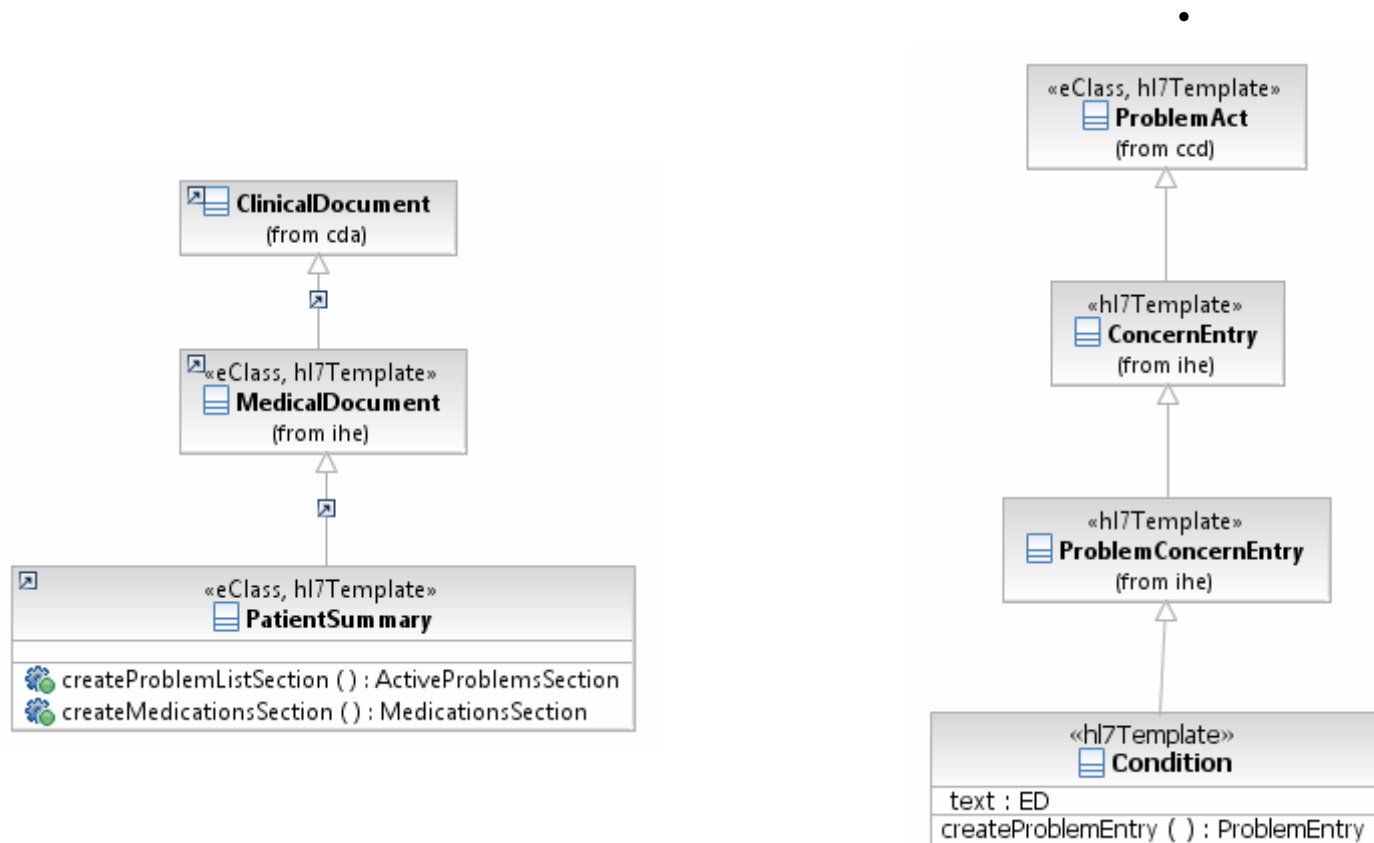 ClinicalDocument
(from cda)
«eClass, hl7Template»
MedicalDocument
(from ihe)
«eClass, hl7Template»
PatientSummary
createProblemListSection ( ) : ActiveProblemsSection
createMedicationsSection ( ) : MedicationsSection
•
«eClass, hl7Template»
ProblemAct
(from ccd)
«hl7Template»
ConcernEntry
(from ihe)
«hl7Template»
ProblemConcernEntry
(from ihe)
«hl7Template»
Condition
text : ED
createProblemEntry ( ) : ProblemEntry